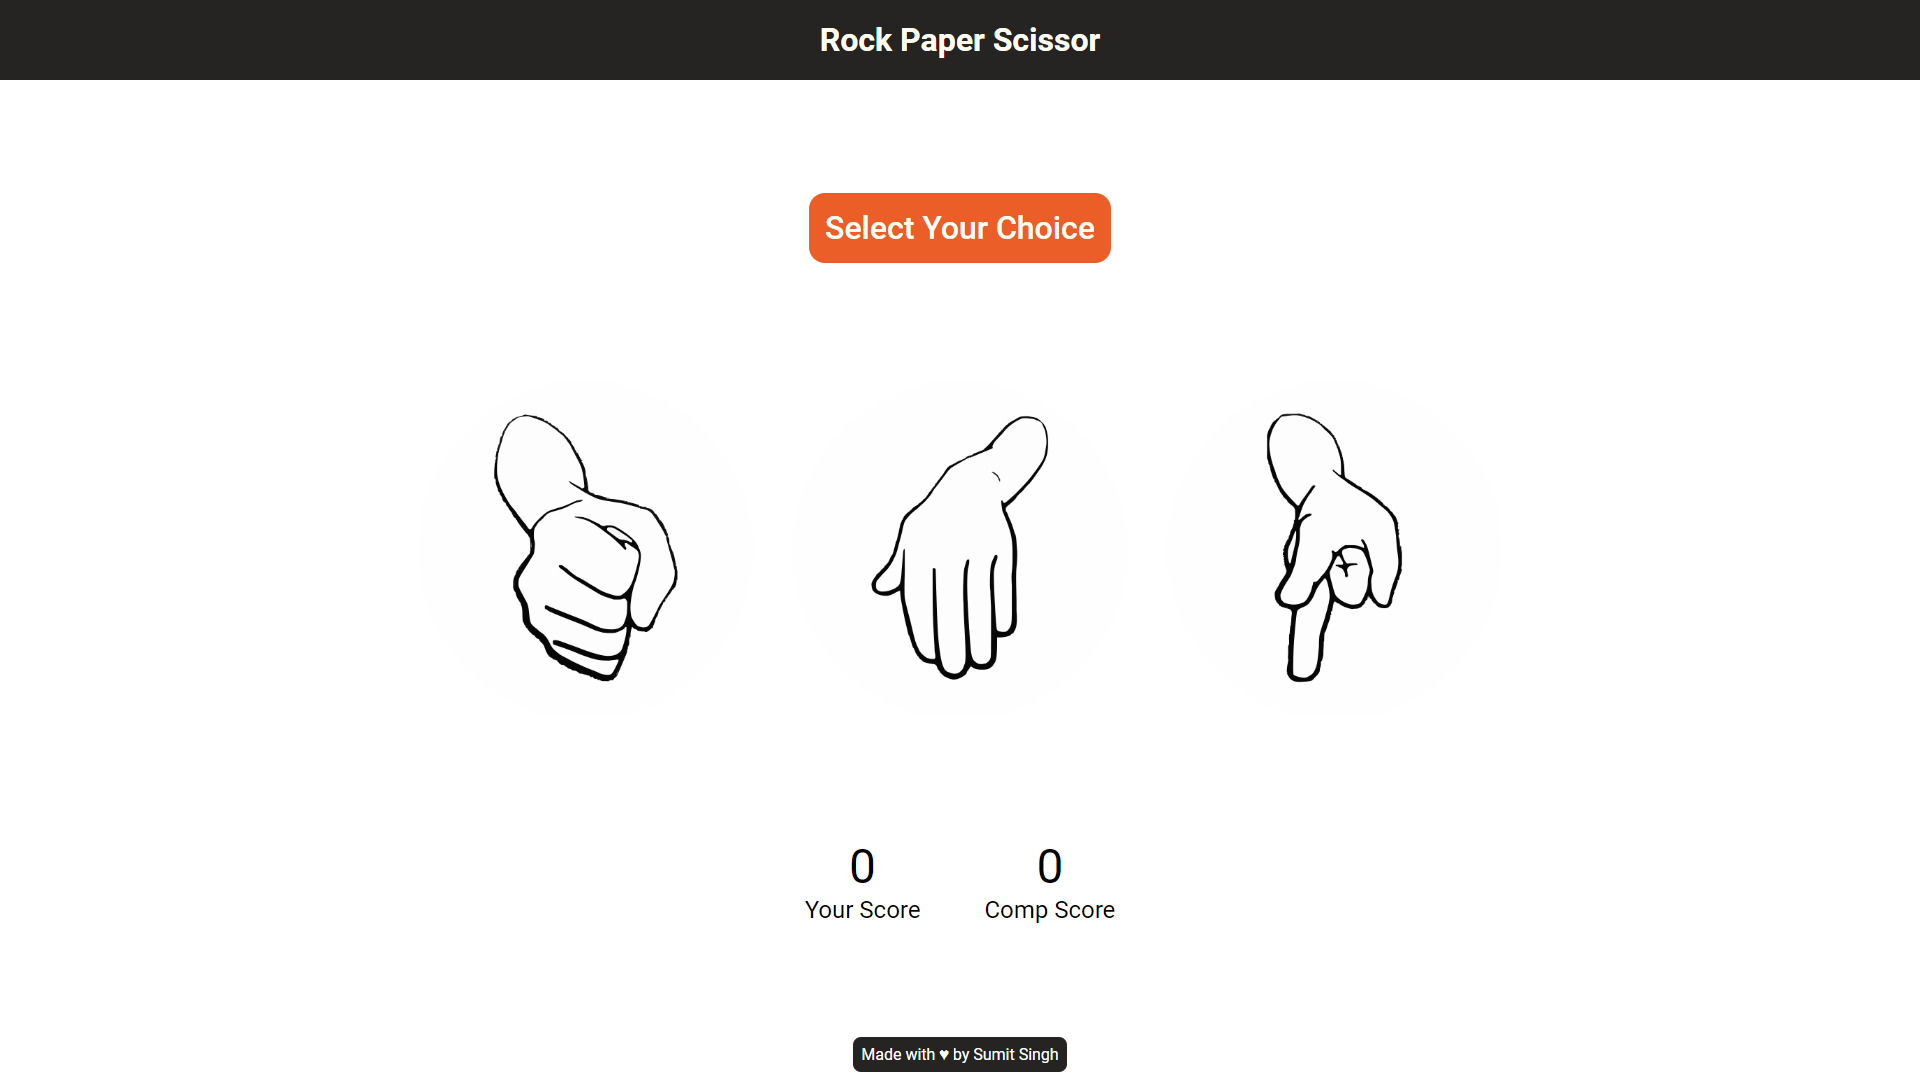 Rock Paper Scissor
Select Your Choice
0 0
Your Score Comp Score
Made with ♥ by Sumit Singh